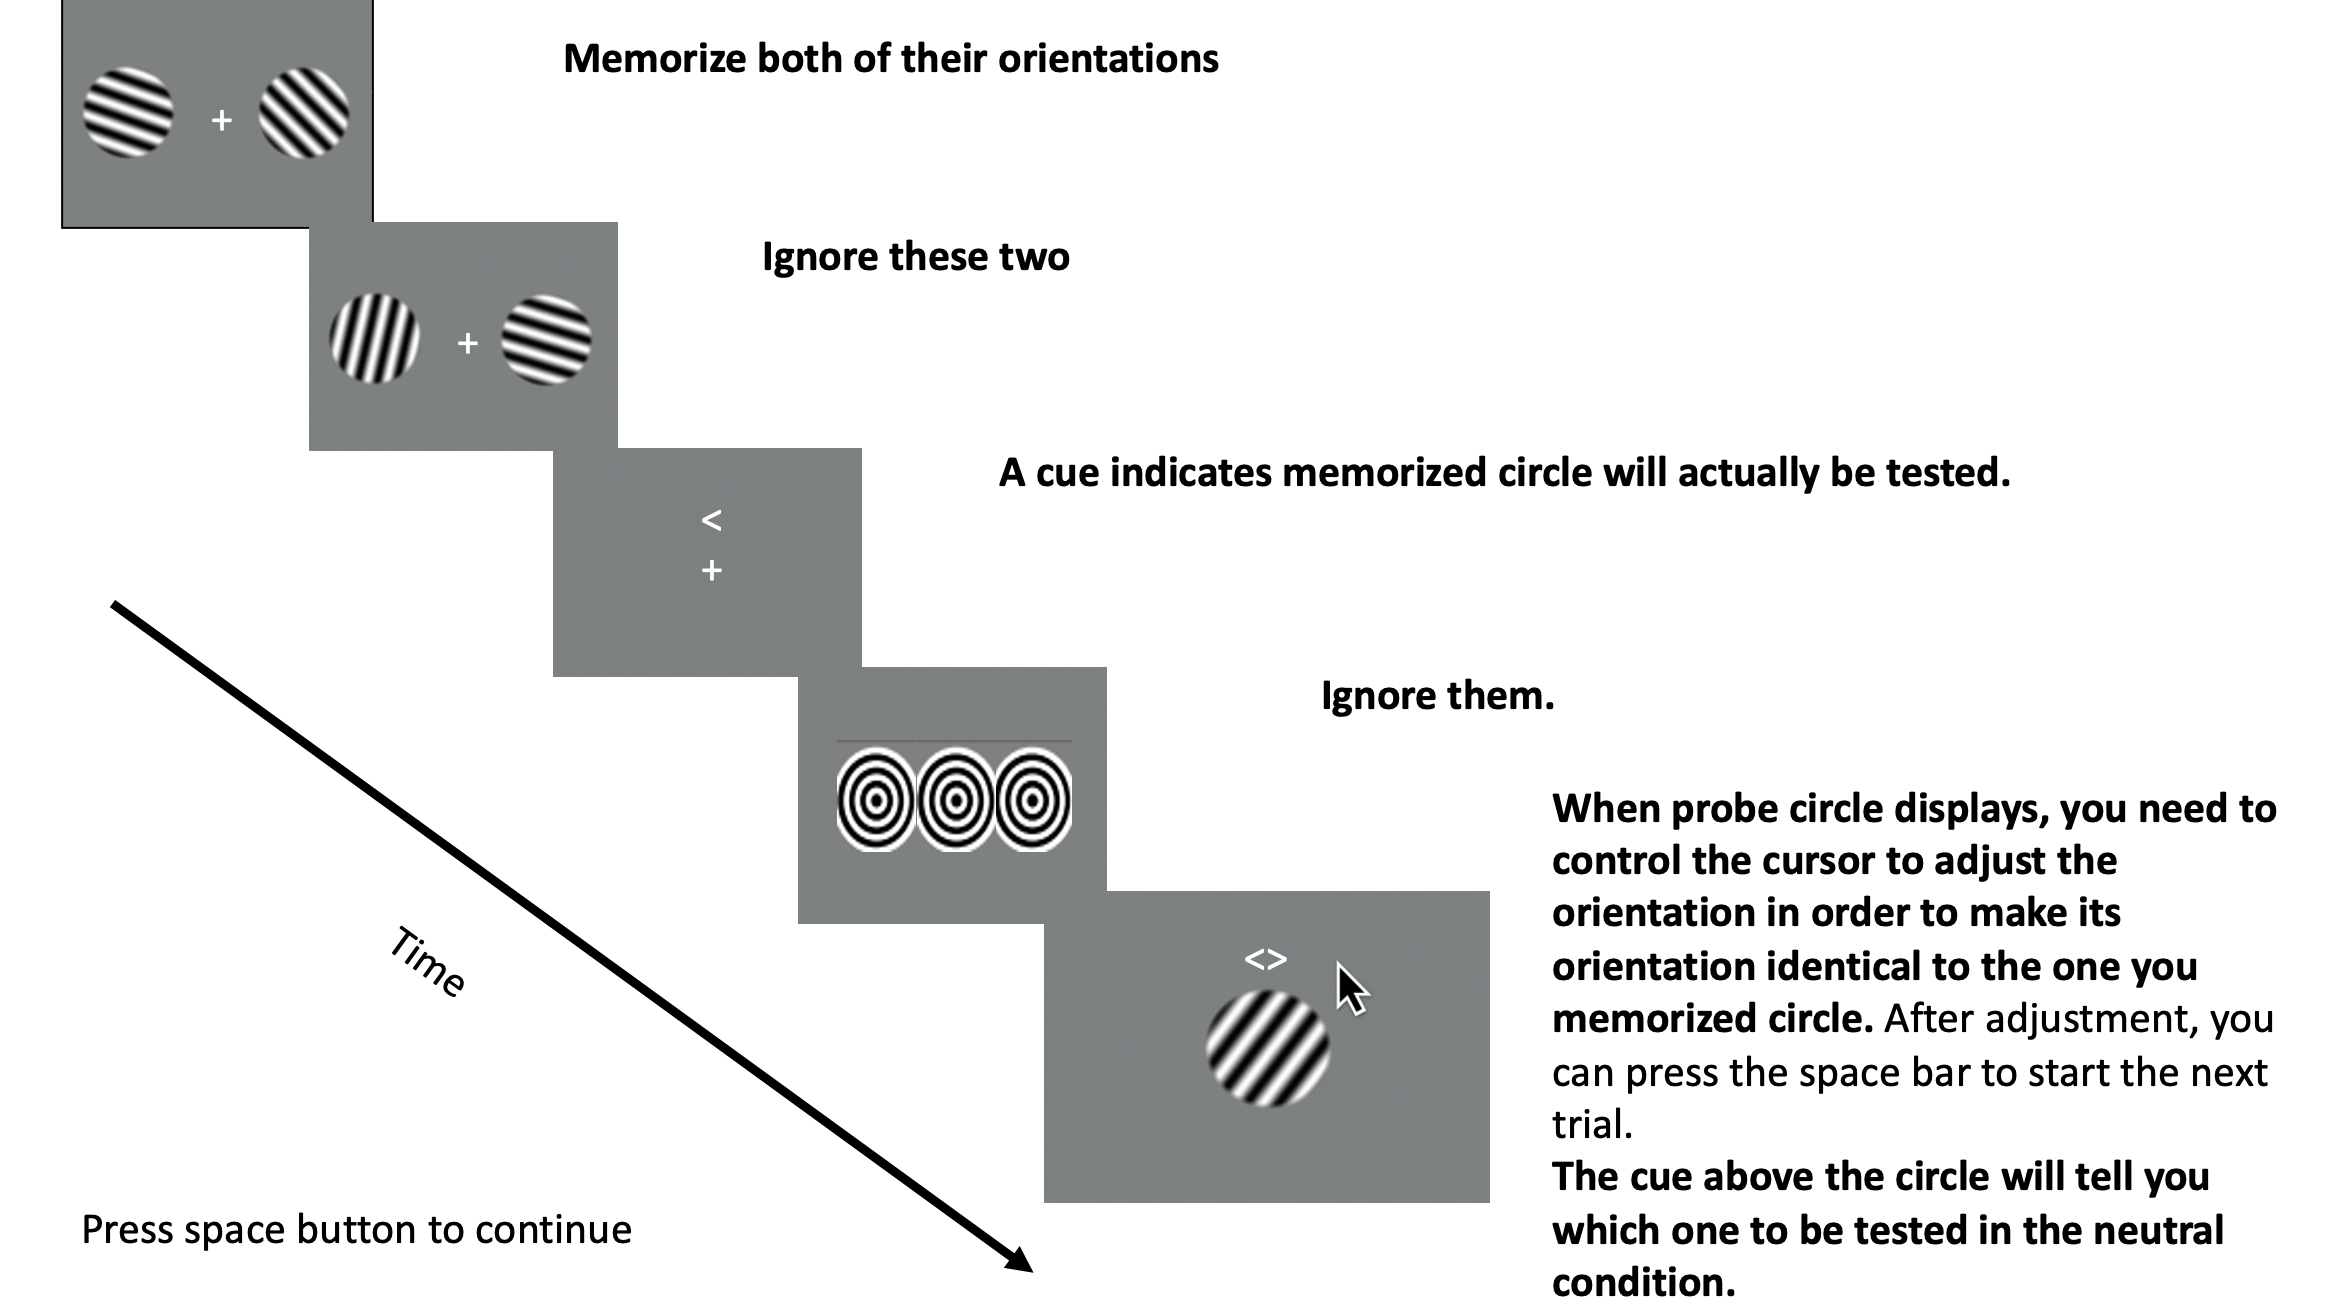 Memorize both of their orientations
+
Ignore these two
+
A cue indicates memorized circle will actually be tested.
<
+
Ignore them.
When probe circle displays, you need to
control the cursor to adjust the
orientation in order to make its
orientation identical to the one you
memorized circle. After adjustment, you
can press the space bar to start the next
trial.
The cue above the circle will tell you
which one to be tested in the neutral
condition.
<>
Time
Press space button to continue